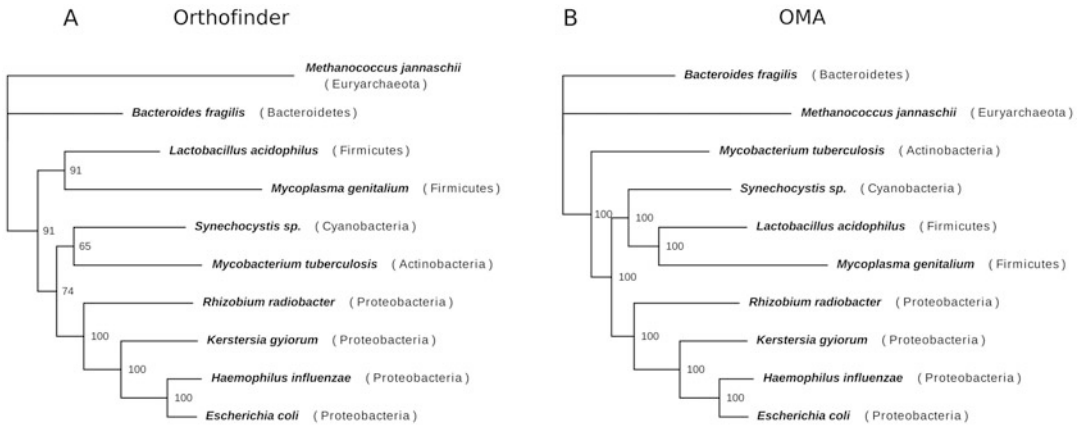 A Orthofinder
Methanococcus jannaschii
( Euryarchaeota )
Bacteroides fragilis ( Bacteroidetes )
Lactobacillus acidophilus ( Firmicutes )
91
Mycoplasma genitalium ( Firmicutes )
Synechocystis sp. ( Cyanobacteria )
91
65
Mycobacterium tuberculosis ( Actinobacteria )
74
Rhizobium radiobacter ( Proteobacteria )
100
Kerstersia gyiorum ( Proteobacteria )
100
Haemophilus influenzae ( Proteobacteria )
100
Escherichia coli ( Proteobacteria )
B OMA
Bacteroides fragilis ( Bacteroidetes )
Methanococcus jannaschii ( Euryarchaeota )
Mycobacterium tuberculosis ( Actinobacteria )
Synechocystis sp. ( Cyanobacteria )
100
100
Lactobacillus acidophilus ( Firmicutes )
100
Mycoplasma genitalium ( Firmicutes )
100
Rhizobium radiobacter ( Proteobacteria )
100
Kerstersia gyiorum ( Proteobacteria )
100
Haemophilus influenzae ( Proteobacteria )
100
Escherichia coli ( Proteobacteria )